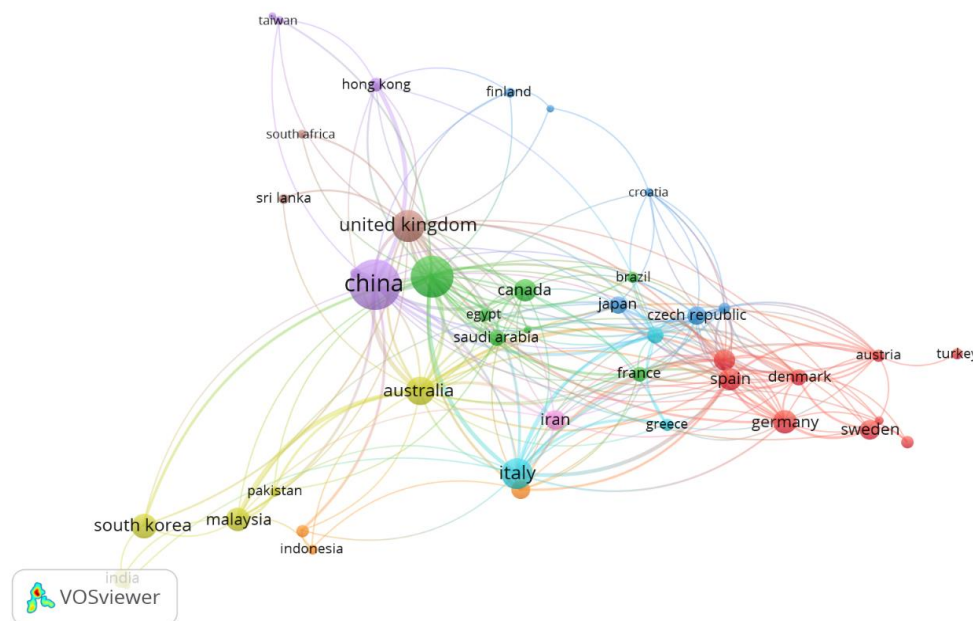 taiwan
hong kong
finland
south africa
croatia
sri lanka
united kingdom
china
brazil
canada
japan
egypt
czech republic
saudi arabia
austria
turkey
france
spain
denmark
australia
iran
greece
germany
sweden
italy
pakistan
south korea
malaysia
indonesia
india
VOSviewer